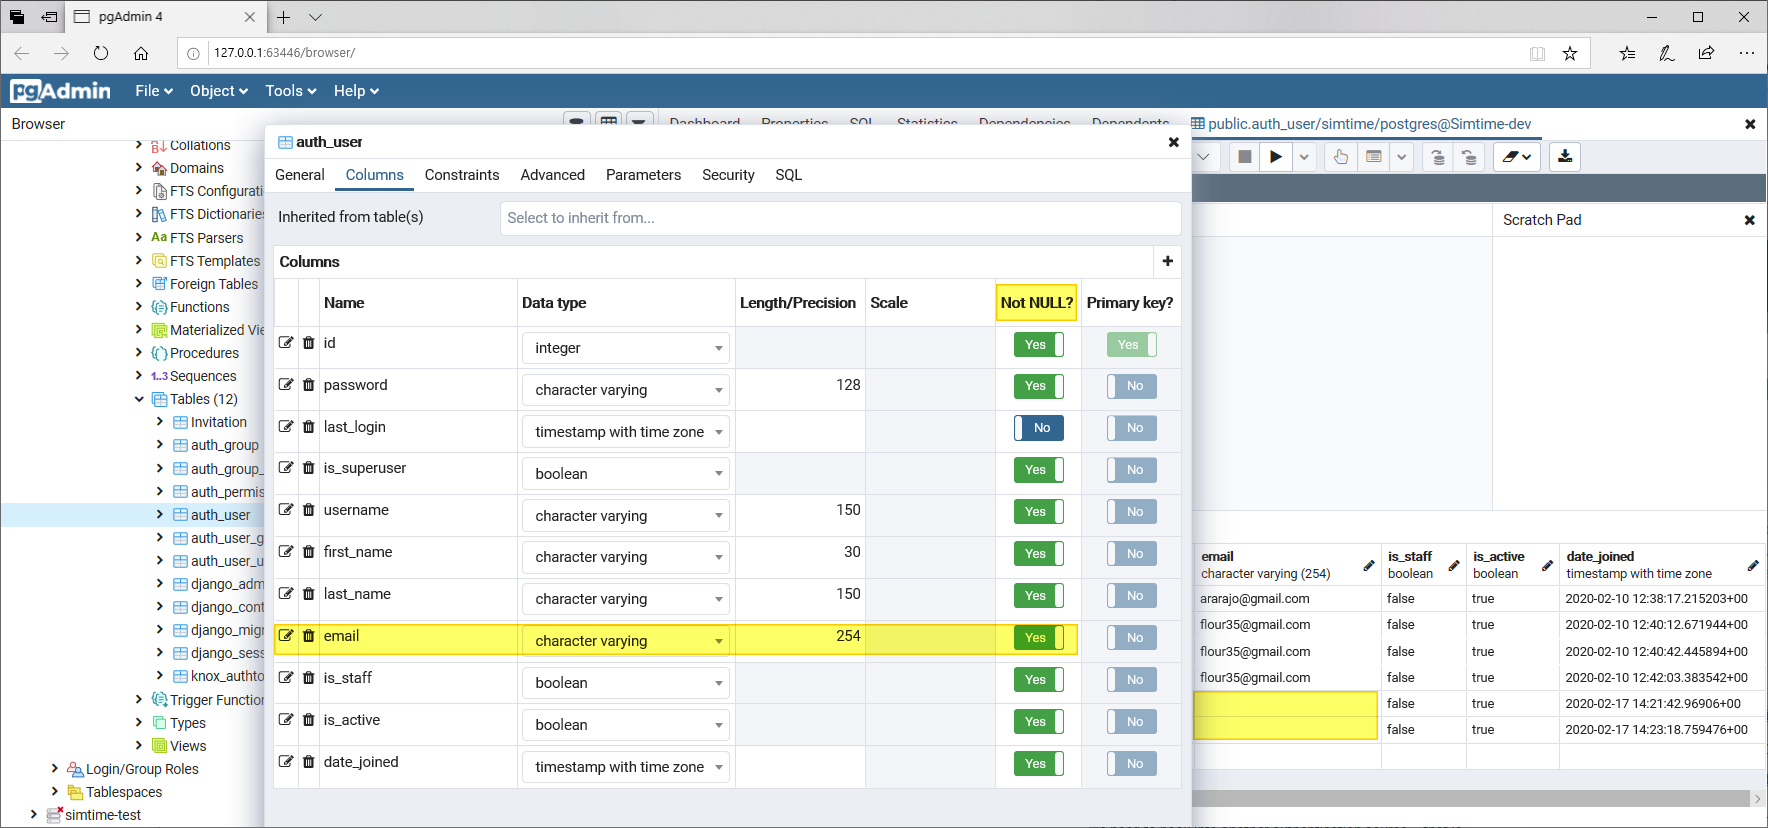 pgAdmin 4
127.0.0.1:63446/browser/
pgAdmin File Object Tools Help
Browser
Dashboard Properties SQL Statistics Dependencies Dependents public.auth_user/simtime/postgres@Simtime-dev
Collations
Domains
FTS Configurati
FTS Dictionaries
FTS Parsers
FTS Templates
Foreign Tables
Functions
Materialized Vie
Procedures
Sequences
Tables (12)
Invitation
auth_group
auth_group_
auth_permis
auth_user
auth_user_g
auth_user_u
django_adm
django_cont
django_migr
django_sess
knox_authto
Trigger Function
Types
Views
Login/Group Roles
Tablespaces
simtime-test
auth_user
General Columns Constraints Advanced Parameters Security SQL
Inherited from table(s) Select to inherit from...
Columns
Name Data type Length/Precision Scale Not NULL? Primary key?
id integer Yes Yes
password character varying 128 Yes No
last_login timestamp with time zone No No
is_superuser boolean Yes No
username character varying 150 Yes No
first_name character varying 30 Yes No
last_name character varying 150 Yes No
email character varying 254 Yes No
is_staff boolean Yes No
is_active boolean Yes No
date_joined timestamp with time zone Yes No
Scratch Pad
email is_staff is_active date_joined
character varying (254) boolean boolean timestamp with time zone
ararajo@gmail.com false true 2020-02-10 12:38:17.215203+00
flour35@gmail.com false true 2020-02-10 12:40:12.671944+00
flour35@gmail.com false true 2020-02-10 12:40:42.445894+00
flour35@gmail.com false true 2020-02-10 12:42:03.383542+00
false true 2020-02-17 14:21:42.96906+00
false true 2020-02-17 14:23:18.759476+00